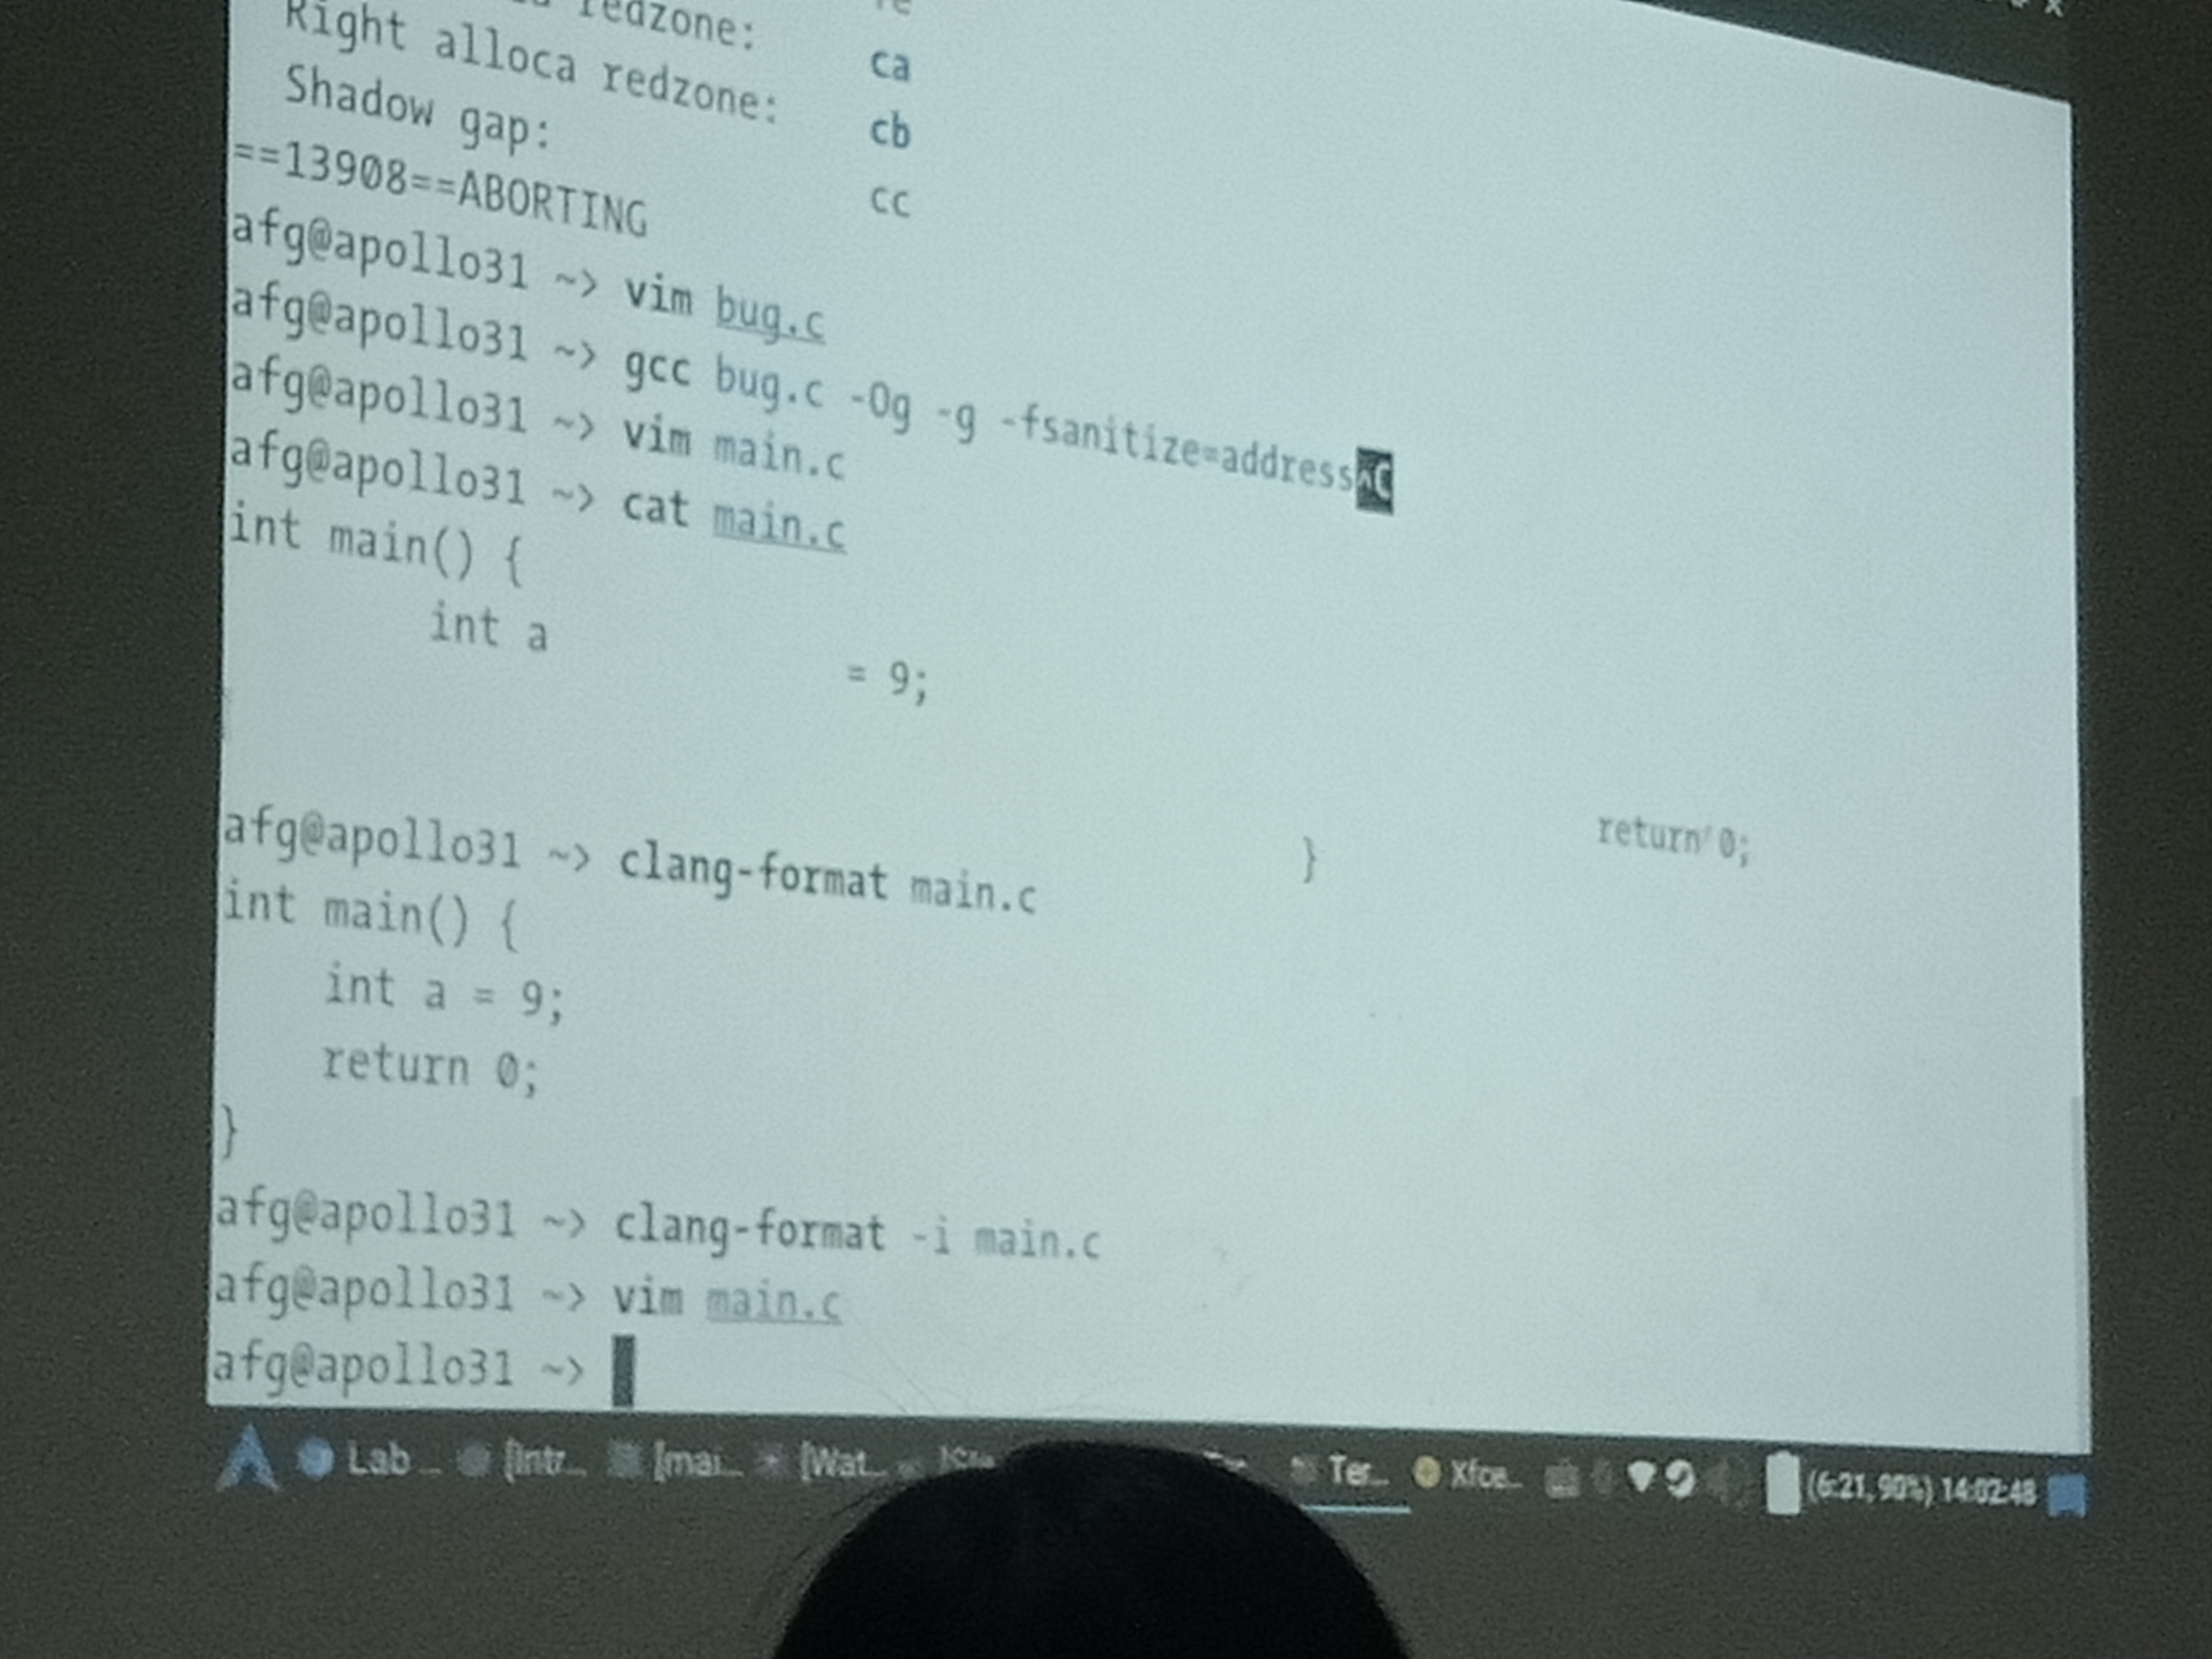 redzone:
ca
Right alloca redzone: cb
Shadow gap: cc
==13908==ABORTING
afg@apollo31 ~> vim bug.c
afg@apollo31 ~> gcc bug.c -Og -g -fsanitize=address^C
afg@apollo31 ~> vim main.c
afg@apollo31 ~> cat main.c
int main() {
int a
= 9;
return 0;
}
afg@apollo31 ~> clang-format main.c
int main() {
int a = 9;
return 0;
}
afg@apollo31 ~> clang-format -i main.c
afg@apollo31 ~> vim main.c
afg@apollo31 ~>
Lab... [Intr... [mai... [Wat... Ter... Xfce... (6:21, 90%) 14:02:48